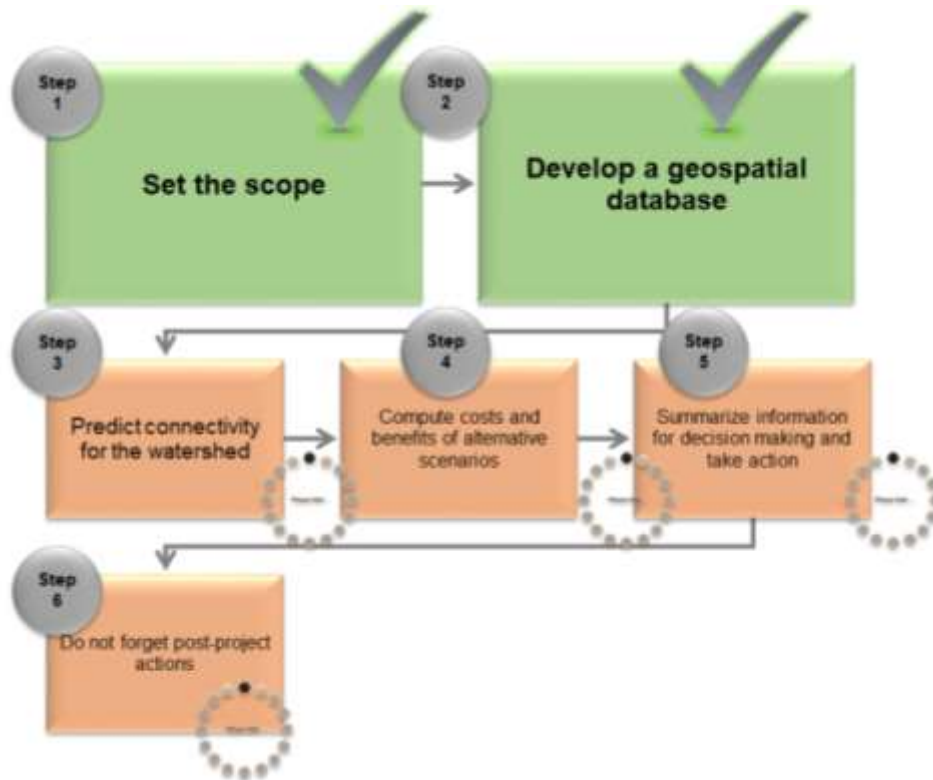 Step
1
Set the scope
Step
2
Develop a geospatial
database
Step
3
Predict connectivity
for the watershed
Step
4
Compute costs and
benefits of alternative
scenarios
Step
5
Summarize information
for decision making and
take action
Step
6
Do not forget post-project
actions